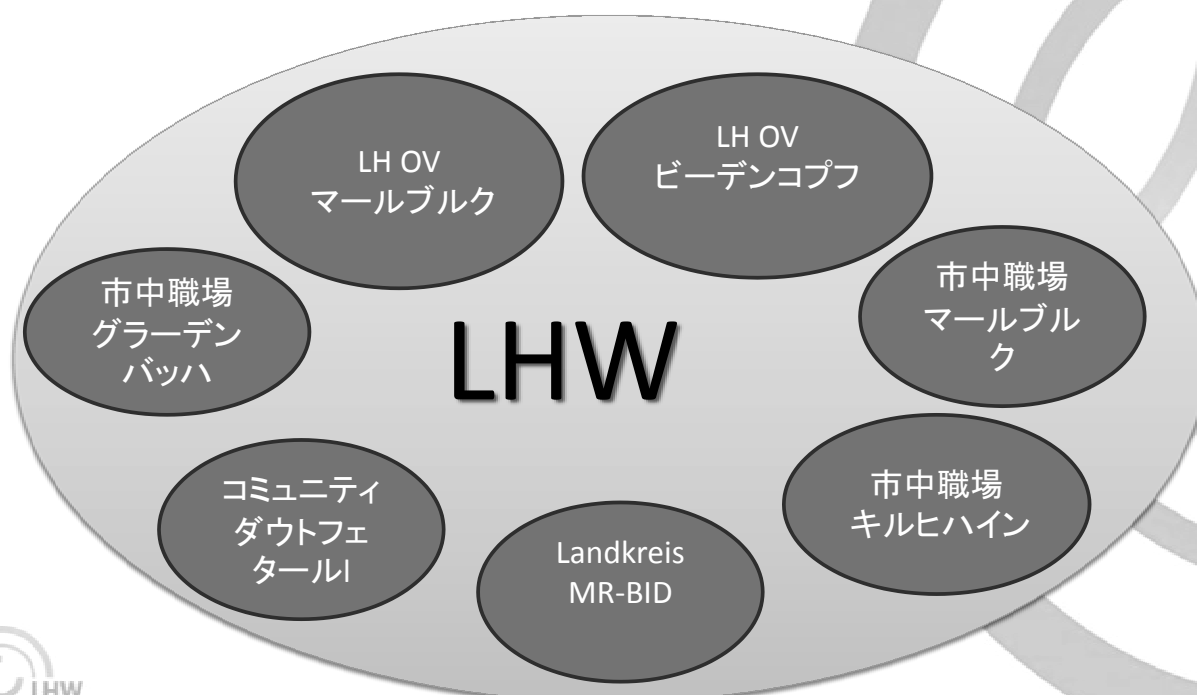 LH OV
マールブルク
LH OV
ビーデンコプフ
市中職場
グラーデン
バッハ
LHW
市中職場
マールブル
ク
コミュニティ
ダウトフェ
タールl
市中職場
キルヒハイン
Landkreis
MR-BID
LHW